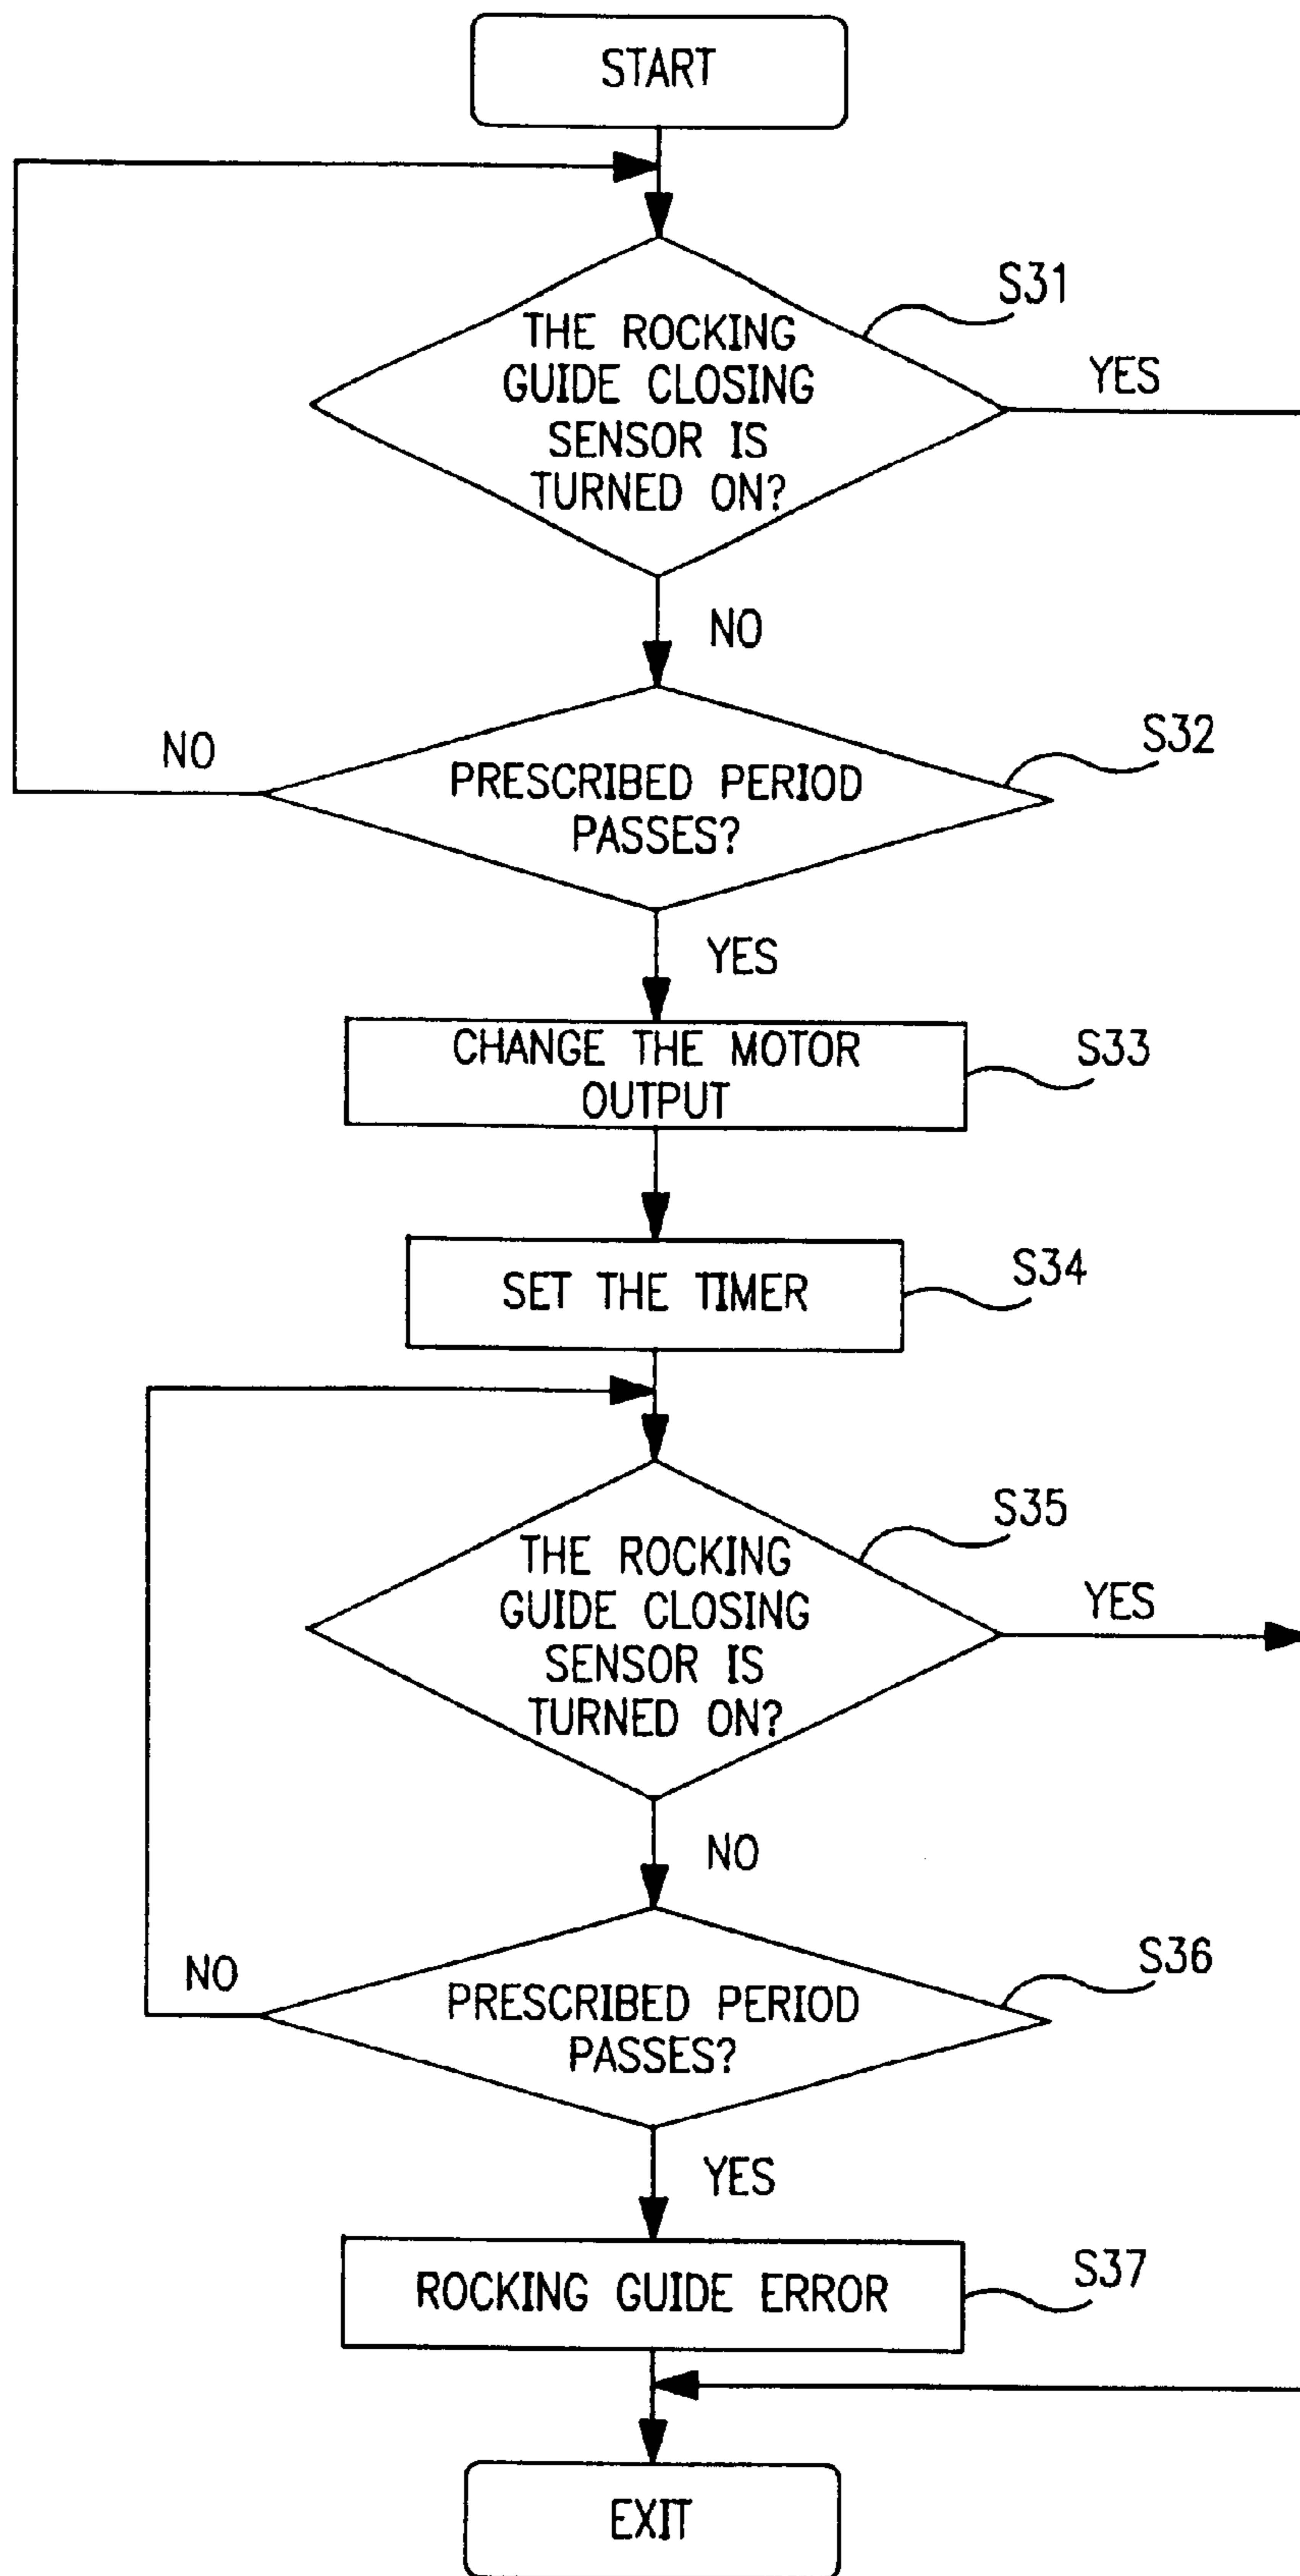 START
S31
THE ROCKING
GUIDE CLOSING
SENSOR IS
TURNED ON?
YES
NO
S32
NO
PRESCRIBED PERIOD
PASSES?
YES
CHANGE THE MOTOR
OUTPUT
S33
SET THE TIMER
S34
S35
THE ROCKING
GUIDE CLOSING
SENSOR IS
TURNED ON?
YES
NO
S36
NO
PRESCRIBED PERIOD
PASSES?
YES
ROCKING GUIDE ERROR
S37
EXIT